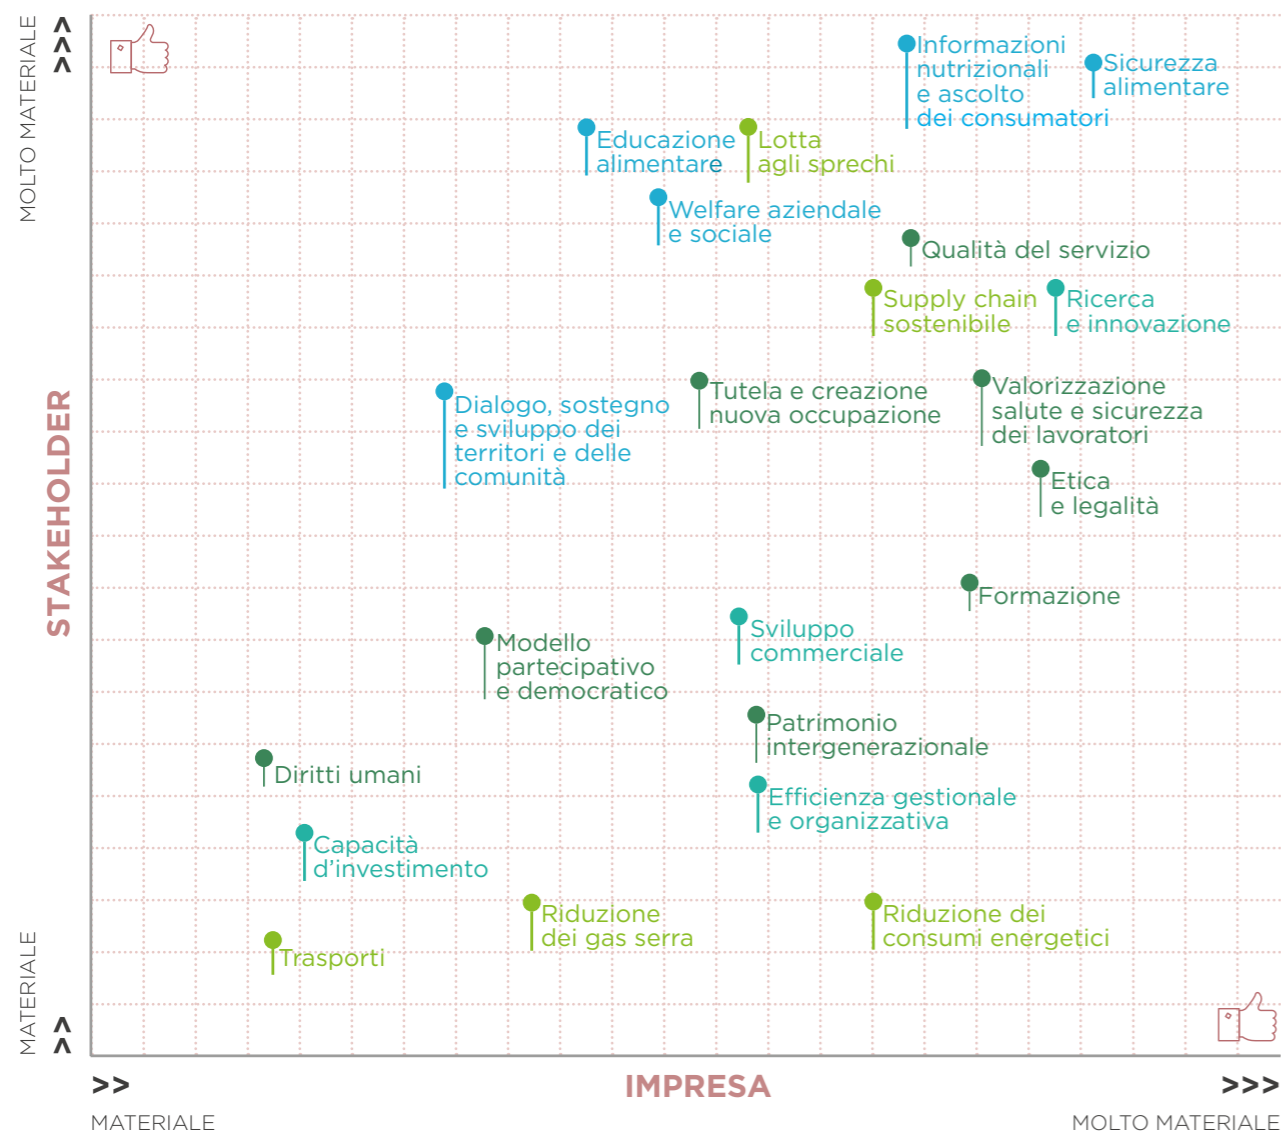 MOLTO MATERIALE
>>>
Informazioni
nutrizionali
e ascolto
dei consumatori
Sicurezza
alimentare
Educazione
alimentare
Lotta
agli sprechi
Welfare aziendale
e sociale
Qualità del servizio
Supply chain
sostenibile
Ricerca
e innovazione
STAKEHOLDER
Dialogo, sostegno
e sviluppo dei
territori e delle
comunità
Tutela e creazione
nuova occupazione
Valorizzazione
salute e sicurezza
dei lavoratori
Etica
e legalità
Formazione
Sviluppo
commerciale
Modello
partecipativo
e democratico
Patrimonio
intergenerazionale
Diritti umani
Efficienza gestionale
e organizzativa
Capacità
d’investimento
Riduzione
dei gas serra
Riduzione dei
consumi energetici
Trasporti
MATERIALE
>>
>>
IMPRESA
>>>
MATERIALE
MOLTO MATERIALE